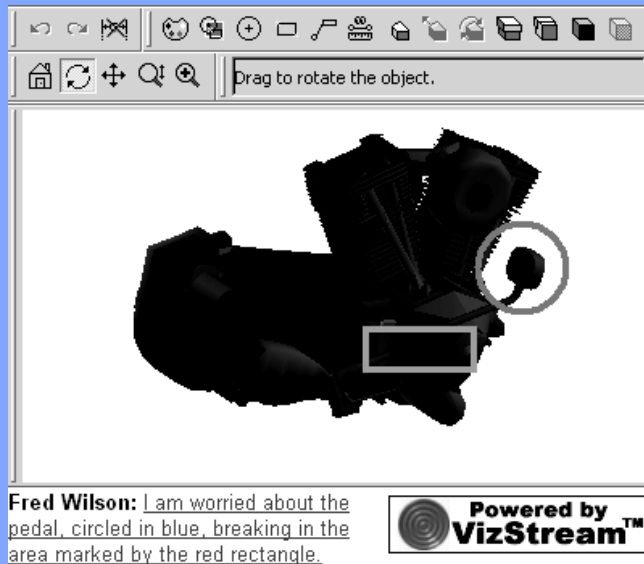 Drag to rotate the object.
Fred Wilson: I am worried about the
pedal, circled in blue, breaking in the
area marked by the red rectangle.
Powered by
VizStream™